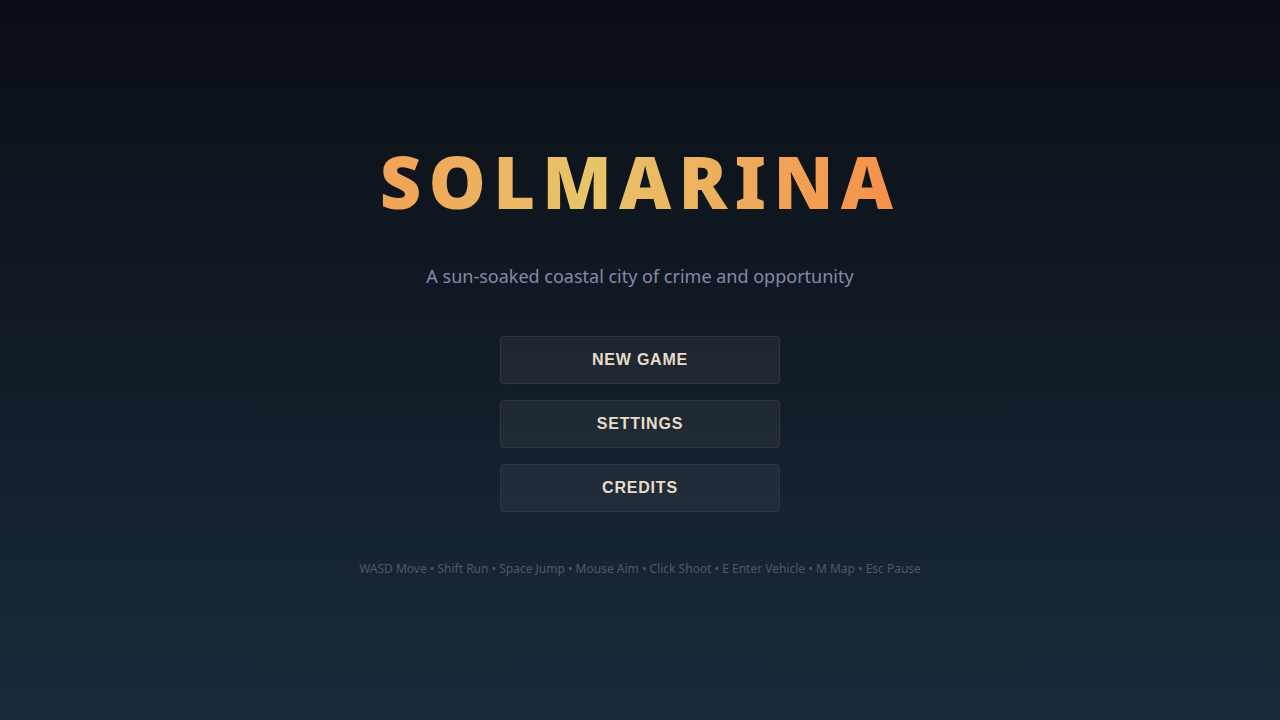 SOLMARINA
A sun-soaked coastal city of crime and opportunity
NEW GAME
SETTINGS
CREDITS
WASD Move • Shift Run • Space Jump • Mouse Aim • Click Shoot • E Enter Vehicle • M Map • Esc Pause